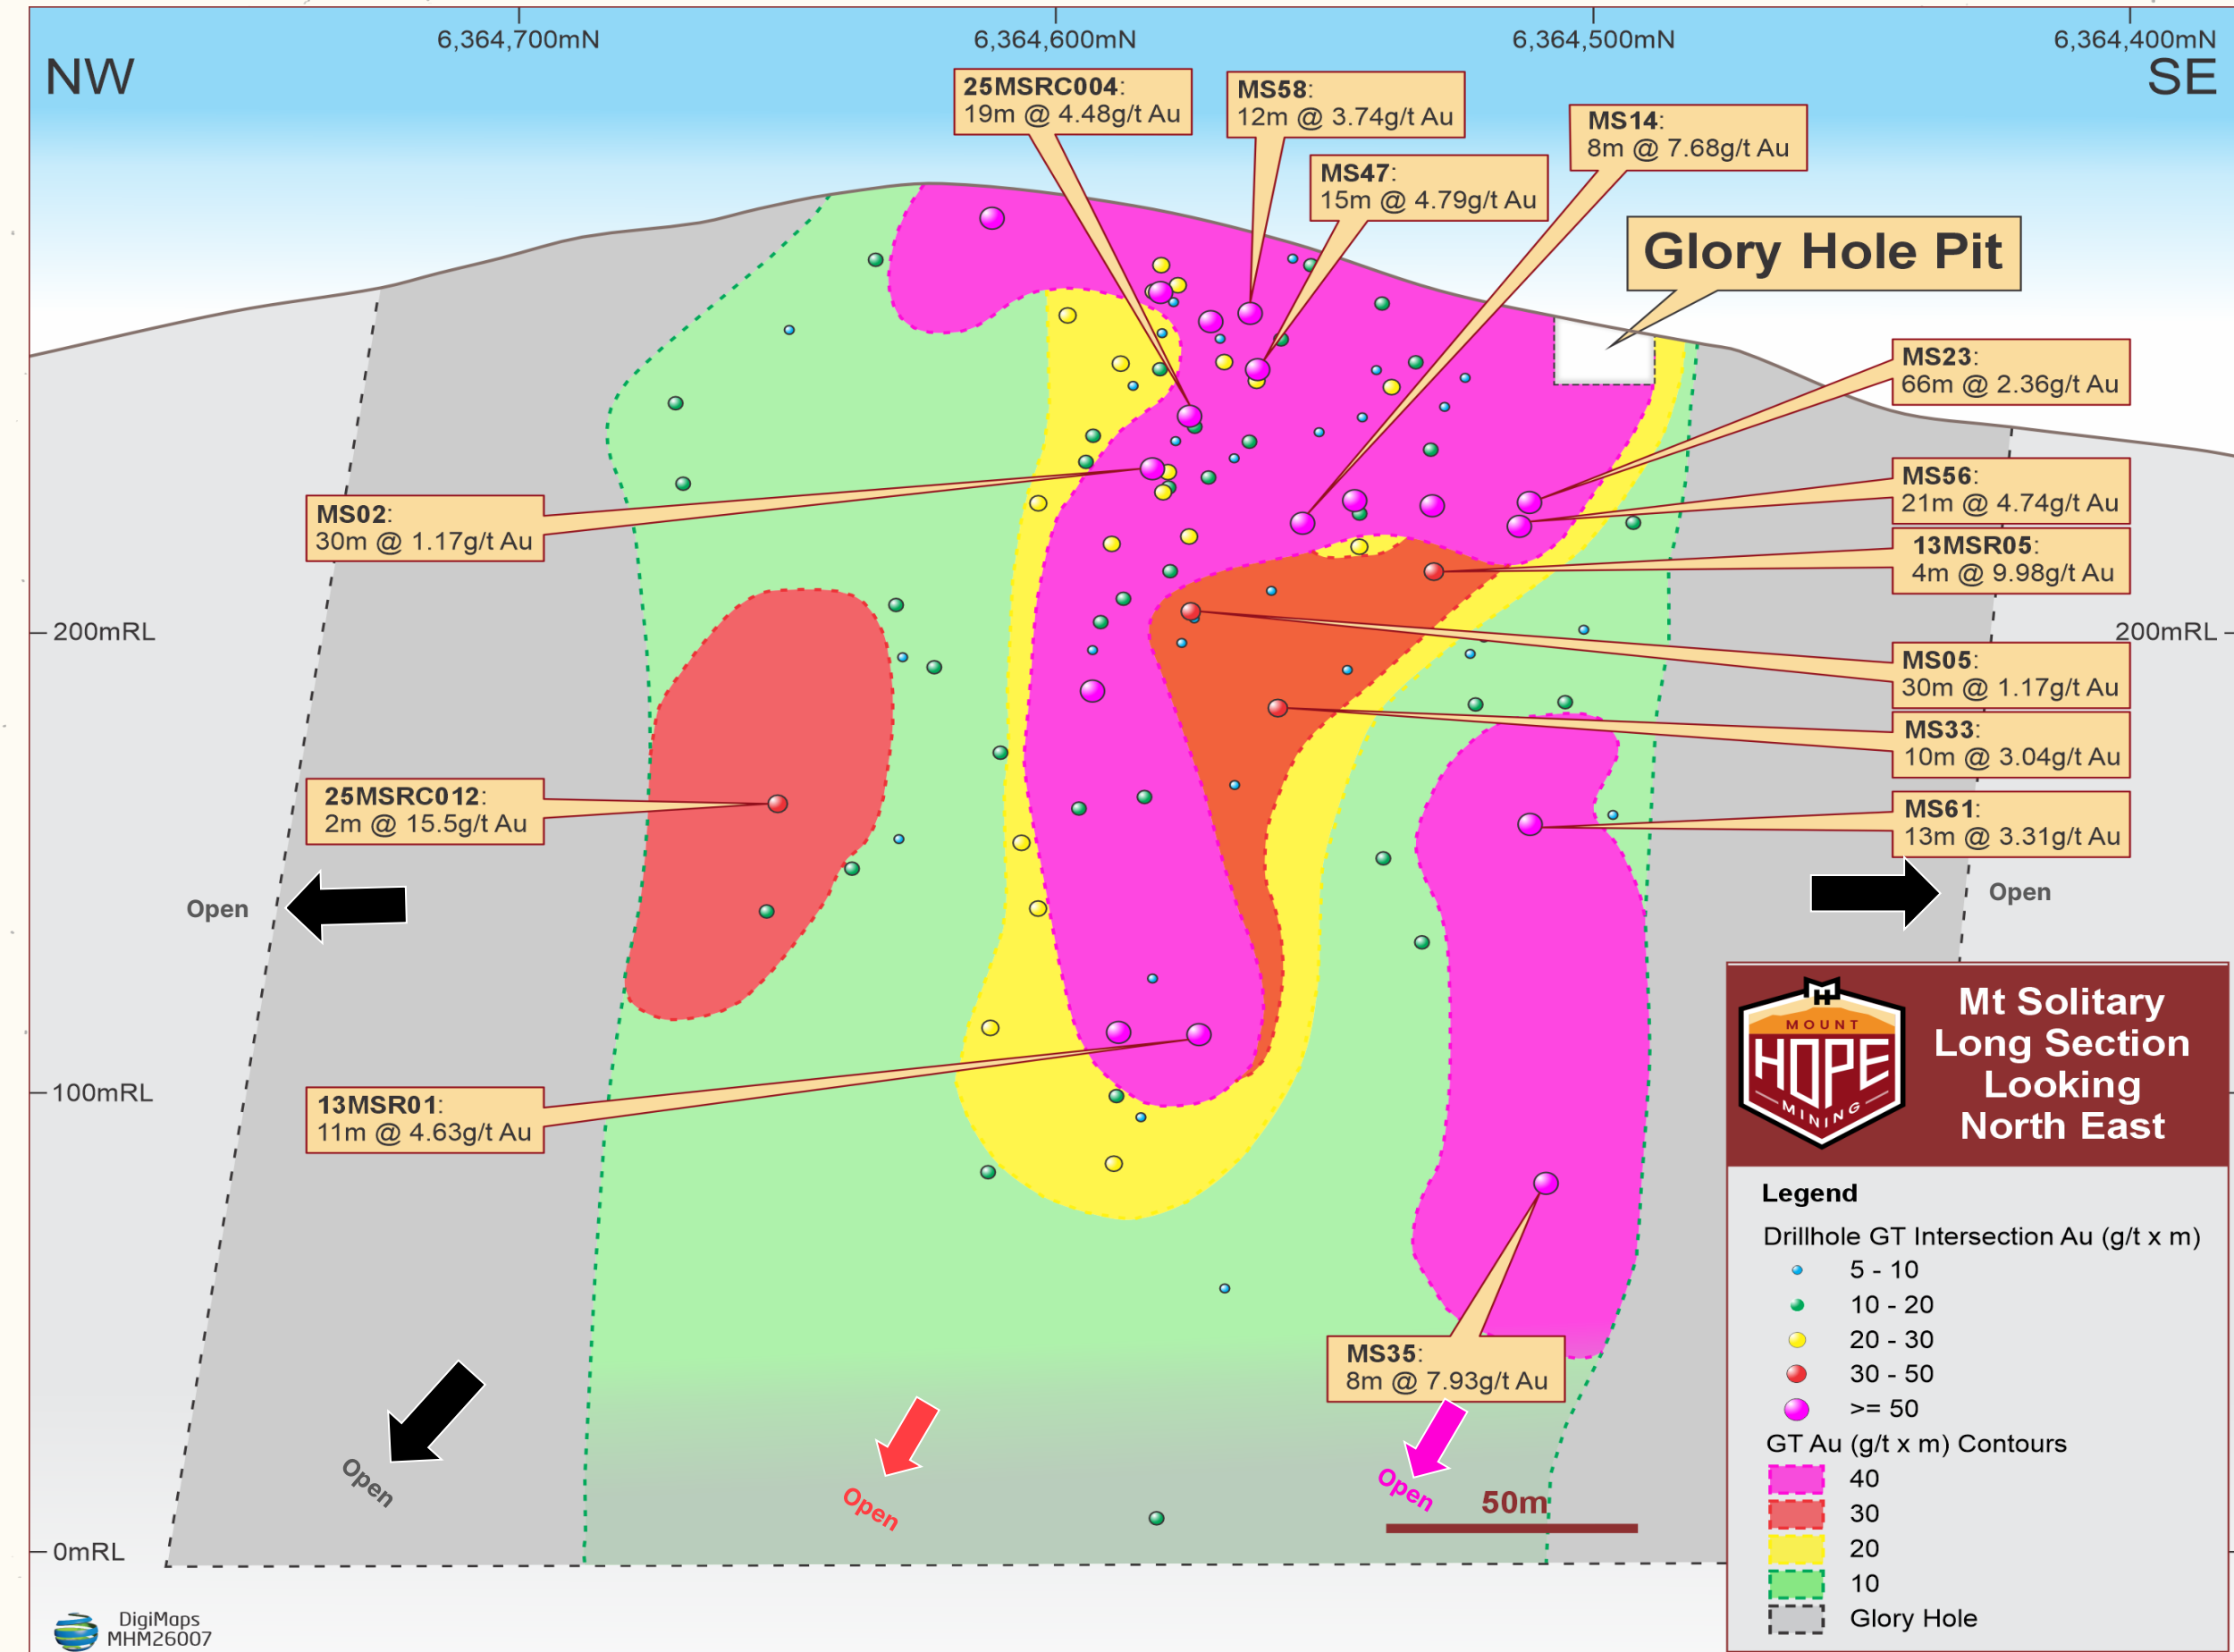 6,364,700mN
6,364,600mN
6,364,500mN
6,364,400mN
NW
SE
25MSRC004:
19m @ 4.48g/t Au
MS58:
12m @ 3.74g/t Au
MS47:
15m @ 4.79g/t Au
MS14:
8m @ 7.68g/t Au
Glory Hole Pit
MS23:
66m @ 2.36g/t Au
MS56:
21m @ 4.74g/t Au
MS02:
30m @ 1.17g/t Au
13MSR05:
4m @ 9.98g/t Au
200mRL
200mRL
MS05:
30m @ 1.17g/t Au
MS33:
10m @ 3.04g/t Au
25MSRC012:
2m @ 15.5g/t Au
MS61:
13m @ 3.31g/t Au
Open
Open
100mRL
13MSR01:
11m @ 4.63g/t Au
MS35:
8m @ 7.93g/t Au
Open
Open
Open
50m
0mRL
MH
MOUNT
HOPE
MINING
Mt Solitary
Long Section
Looking
North East
Legend
Drillhole GT Intersection Au (g/t x m)
5 - 10
10 - 20
20 - 30
30 - 50
>= 50
GT Au (g/t x m) Contours
40
30
20
10
Glory Hole
DigiMaps
MHM26007